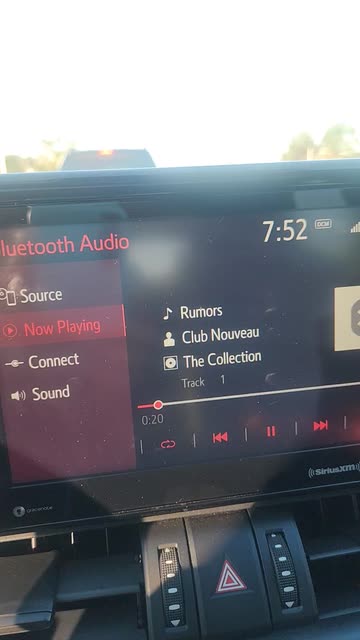 luetooth Audio
7:52
DCM
Source
Now Playing
Connect
Sound
Rumors
Club Nouveau
The Collection
Track 1
0:20
SiriusXM